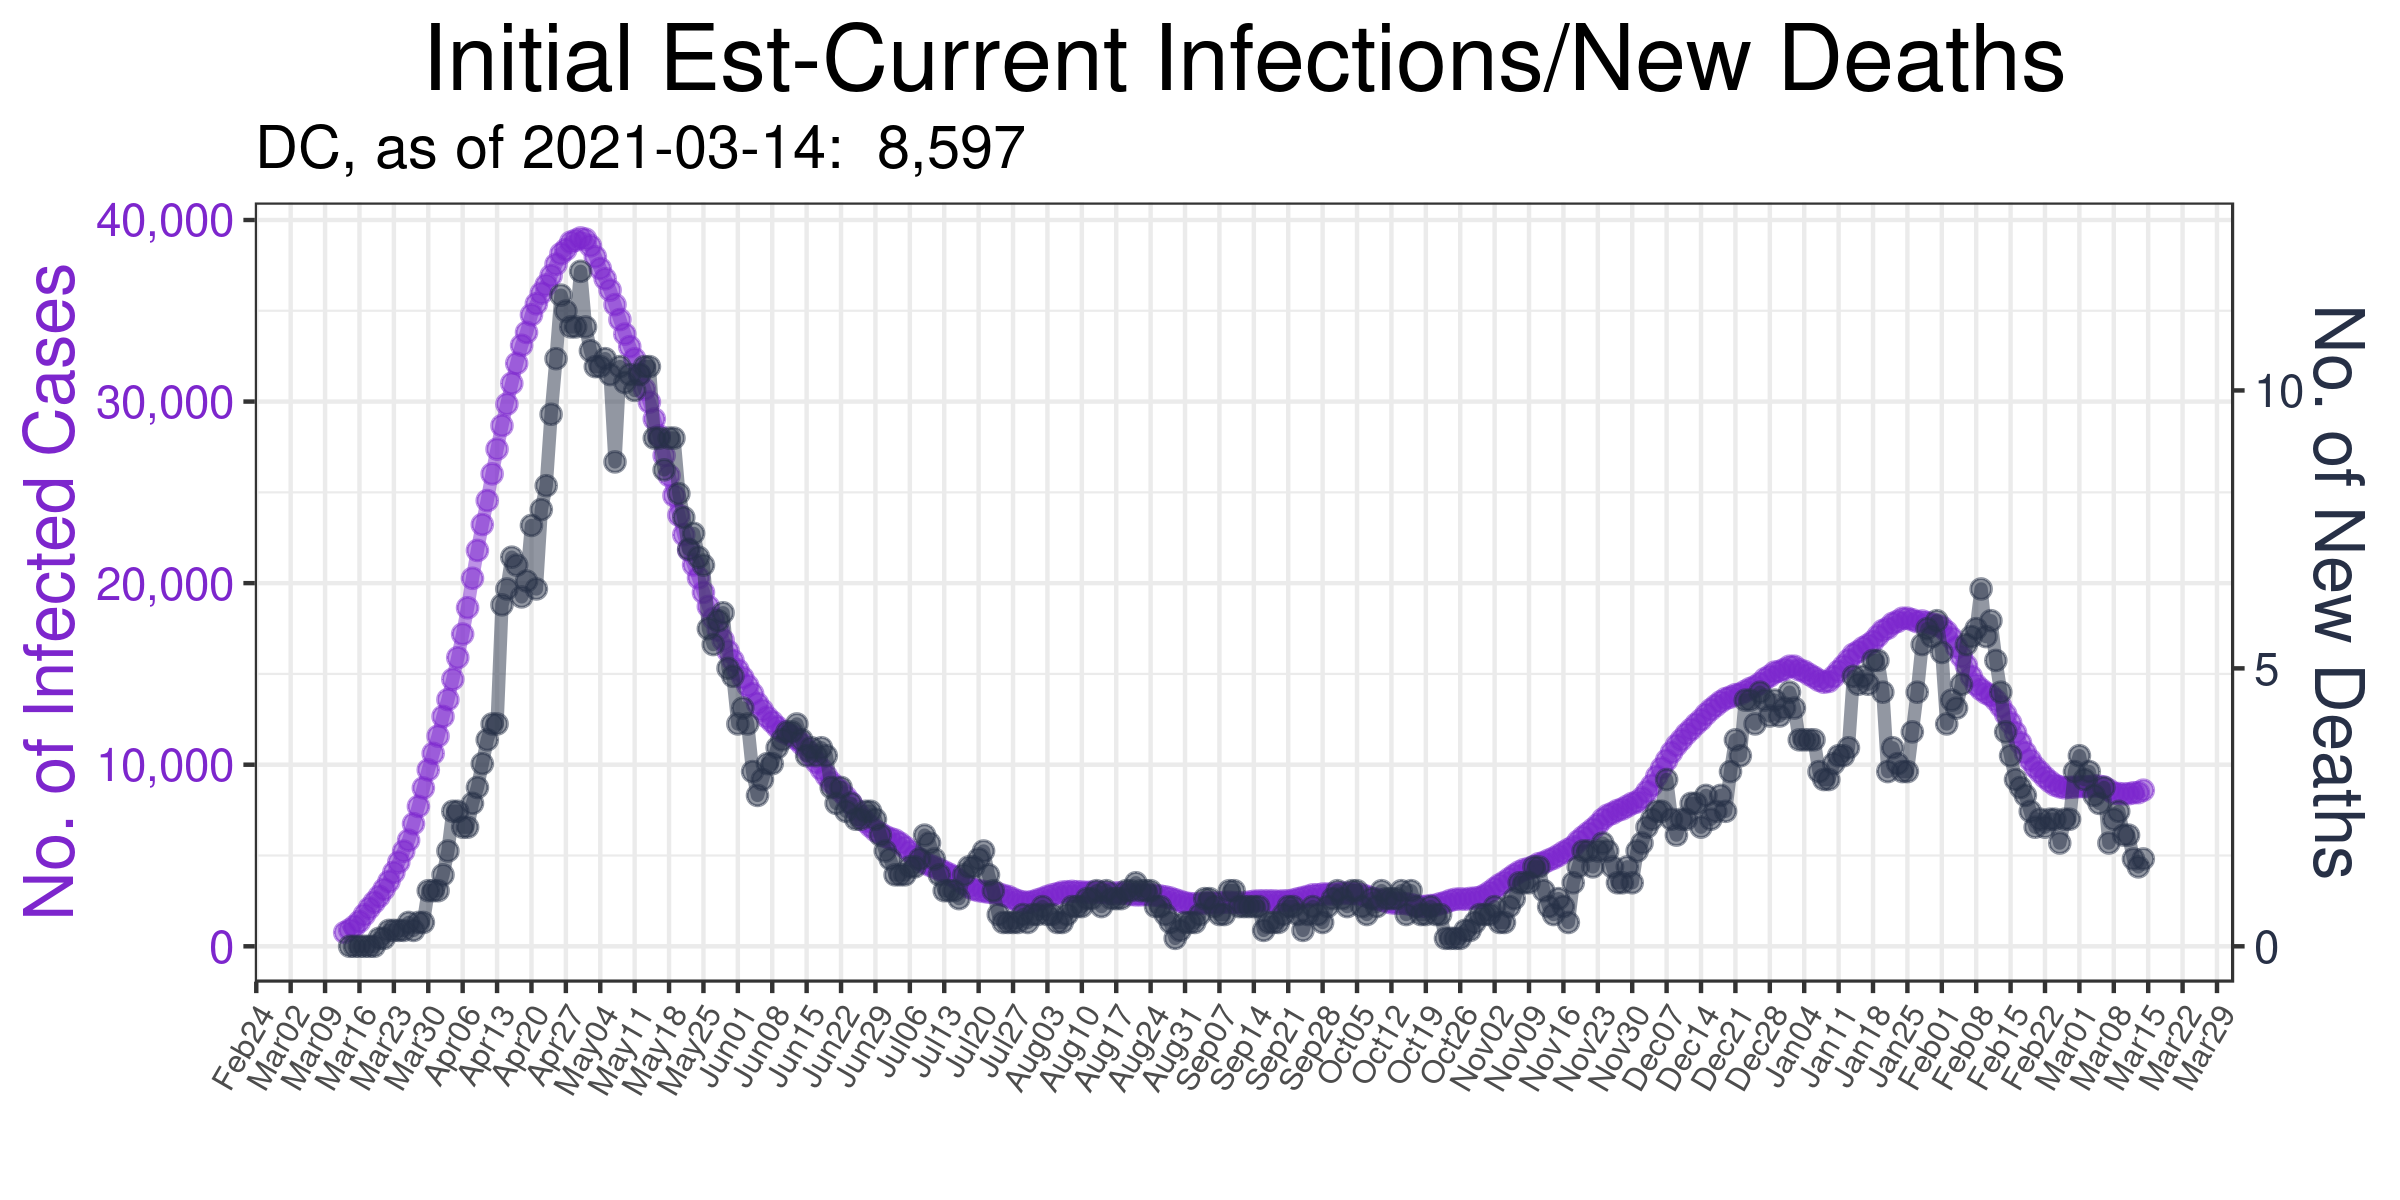 Initial Est-Current Infections/New Deaths
DC, as of 2021-03-14:  8,597
No. of Infected Cases
40,000
30,000
20,000
10,000
0
10
5
0
No. of New Deaths
Feb24
Mar02
Mar09
Mar16
Mar23
Mar30
Apr06
Apr13
Apr20
Apr27
May04
May11
May18
May25
Jun01
Jun08
Jun15
Jun22
Jun29
Jul06
Jul13
Jul20
Jul27
Aug03
Aug10
Aug17
Aug24
Aug31
Sep07
Sep14
Sep21
Sep28
Oct05
Oct12
Oct19
Oct26
Nov02
Nov09
Nov16
Nov23
Nov30
Dec07
Dec14
Dec21
Dec28
Jan04
Jan11
Jan18
Jan25
Feb01
Feb08
Feb15
Feb22
Mar01
Mar08
Mar15
Mar22
Mar29